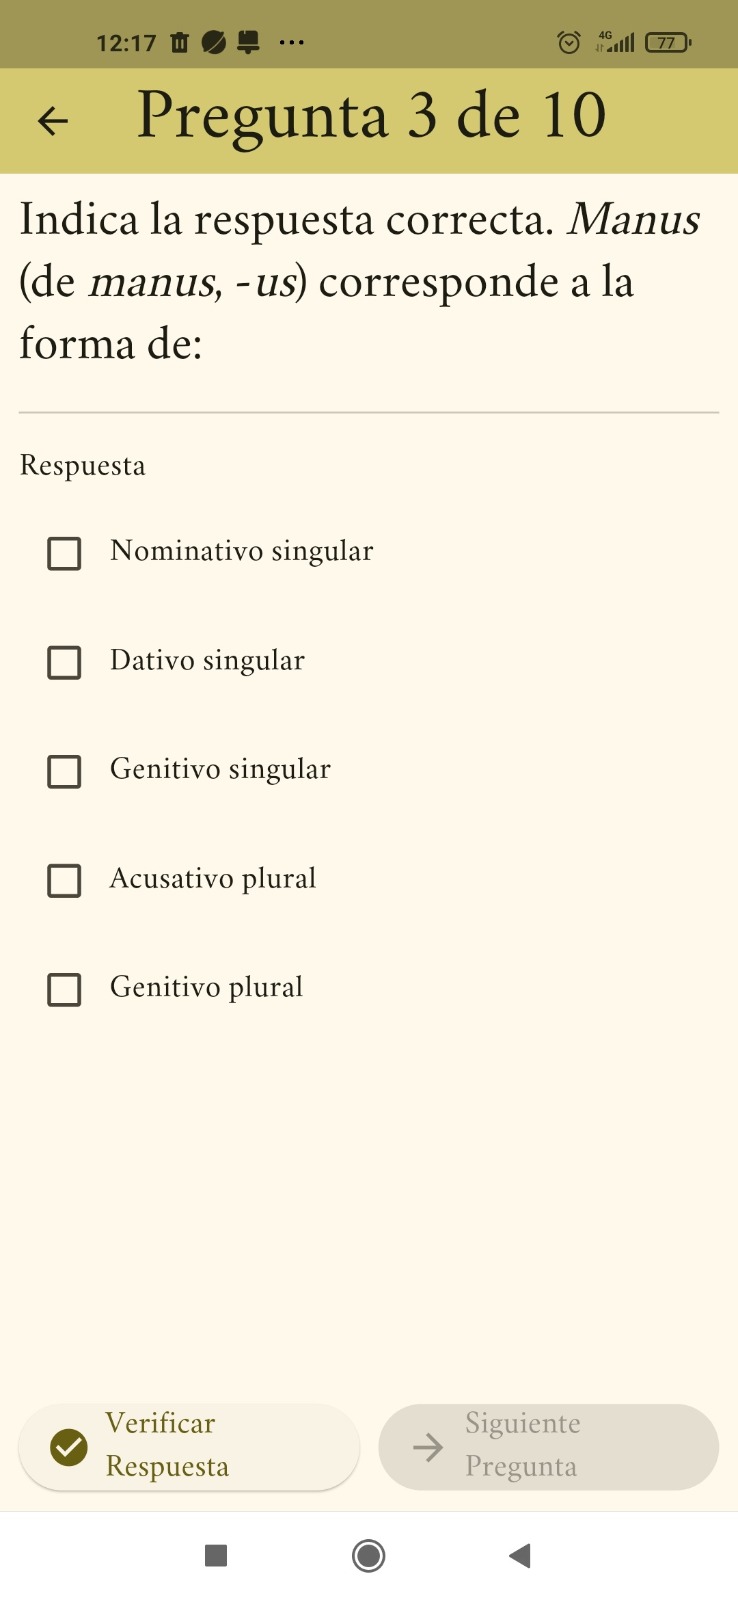 12:17
4G
77
Pregunta 3 de 10
Indica la respuesta correcta. Manus
(de manus, -us) corresponde a la
forma de:
Respuesta
Nominativo singular
Dativo singular
Genitivo singular
Acusativo plural
Genitivo plural
Verificar
Respuesta
Siguiente
Pregunta